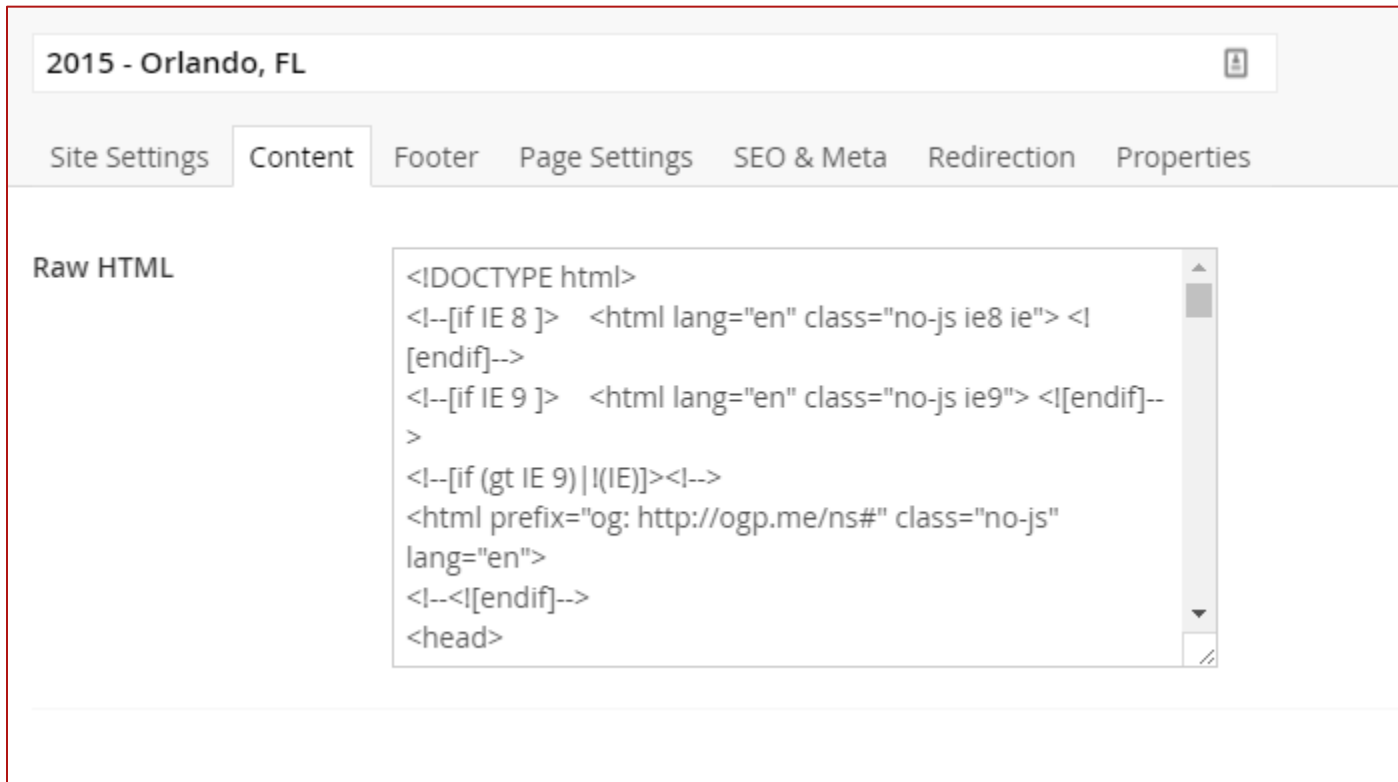 2015 - Orlando, FL
Site Settings Content Footer Page Settings SEO & Meta Redirection Properties
Raw HTML
<!DOCTYPE html>
<!--[if IE 8 ]>    <html lang="en" class="no-js ie8 ie"> <!
[endif]-->
<!--[if IE 9 ]>    <html lang="en" class="no-js ie9"> <![endif]--
>
<!--[if (gt IE 9)|!(IE)]><!-->
<html prefix="og: http://ogp.me/ns#" class="no-js"
lang="en">
<!--<![endif]-->
<head>